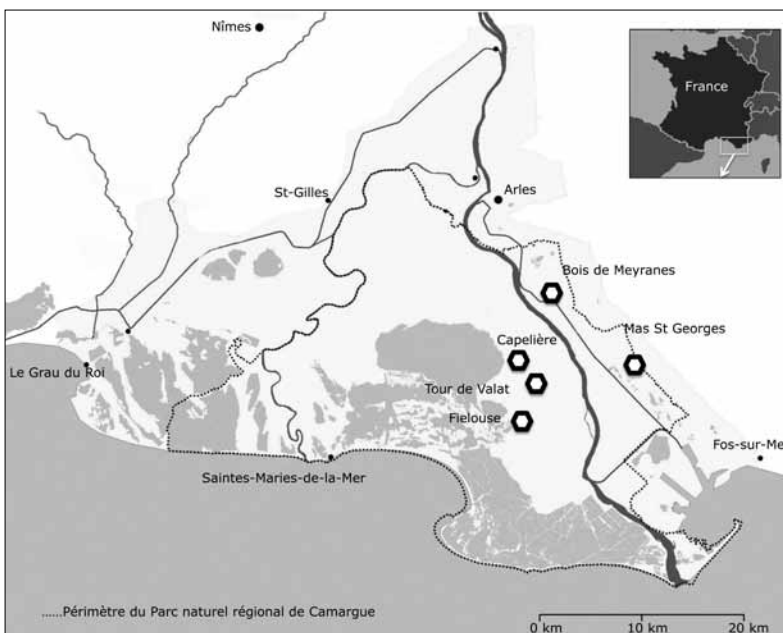 Nîmes
France
St-Gilles
Arles
Bois de Meyranes
Mas St Georges
Capelière
Le Grau du Roi
Tour de Valat
Fielouse
Fos-sur-Me
Saintes-Maries-de-la-Mer
......Périmètre du Parc naturel régional de Camargue
0 km 10 km 20 km